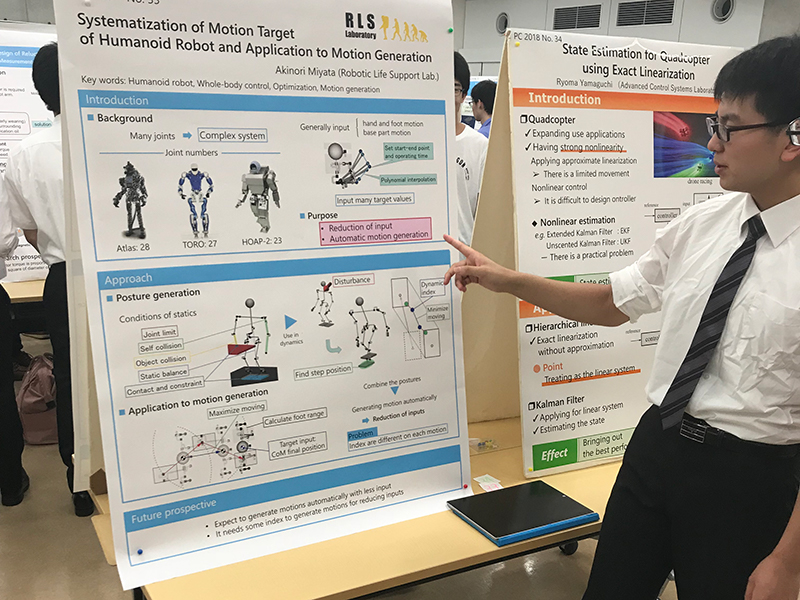 NO. 33
Systematization of Motion Target
of Humanoid Robot and Application to Motion Generation
RLS
Laboratory
Akinori Miyata (Robotic Life Support Lab.)
Key words: Humanoid robot, Whole-body control, Optimization, Motion generation
Introduction
Background
Many joints
Complex system
Joint numbers
Atlas: 28
TORO: 27
HOAP-2: 23
Generally input
hand and foot motion
base part motion
Set start-end point
and operating time
Polynomial interpolation
Input many target values
Purpose
• Reduction of input
• Automatic motion generation
Approach
Posture generation
Conditions of statics
Joint limit
Self collision
Object collision
Static balance
Contact and constraint
Use in
dynamics
Disturbance
Find step position
Dynamic
index
Minimize
moving
Combine the postures
Application to motion generation
Maximize moving
Calculate foot range
Target input:
CoM final position
Generating motion automatically
Reduction of inputs
Problem
Index are different on each motion
Future prospective
• Expect to generate motions automatically with less input
• It needs some index to generate motions for reducing inputs
PC 2018 No. 34
State Estimation for Quadcopter
using Exact Linearization
Ryoma Yamaguchi (Advanced Control Systems Laborat
Introduction
❏Quadcopter
✓ Expanding use applications
✓ Having strong nonlinearity
Applying approximate linearization
➢ There is a limited movement
Nonlinear control
➢ It is difficult to design controller
drone racing
◆ Nonlinear estimation
e.g. Extended Kalman Filter : EKF
Unscented Kalman Filter : UKF
— There is a practical problem
reference
State esti
Ap
❏Hierarchical line
✓ Exact linearization
without approximation
Point
Treating as the linear system
❏Kalman Filter
✓ Applying for linear system
✓ Estimating the state
Effect
Bringing out
the best perfo